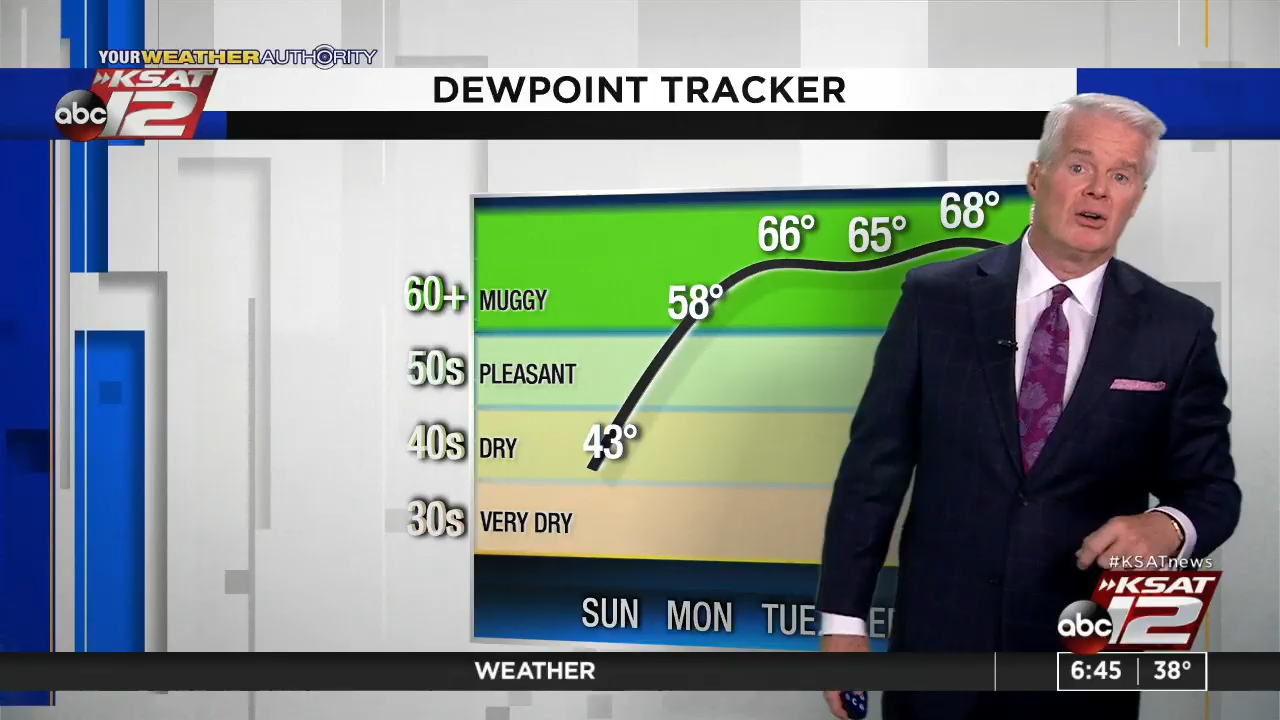 YOURWEATHERAUTHORITY
KSAT
abc 12
DEWPOINT TRACKER
66° 65° 68°
60+ MUGGY 58°
50s PLEASANT
40s DRY 43°
30s VERY DRY
SUN MON TUE
#KSATnews
KSAT
abc 12
WEATHER
6:45 38°